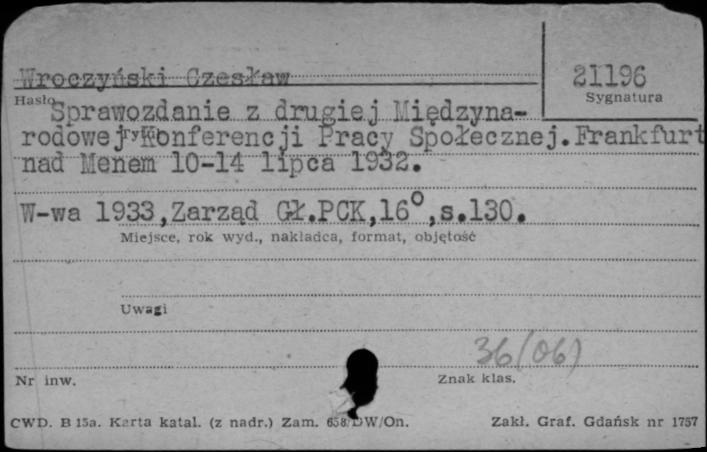 Wroczyński Czesław
21196
Hasło
Sygnatura
Sprawozdanie z drugiej Międzyna-
rodowej Konferencji Pracy Społecznej.Frankfurt
nad Menem 10-14 lipca 1932.
W-wa 1933,Zarząd Gł.PCK,16°,s.130.
Miejsce, rok wyd., nakładca, format, objętość
Uwagi
36(06)
Nr inw.
Znak klas.
CWD. B 15a. Karta katal. (z nadr.) Zam. 658/DW/On.
Zakł. Graf. Gdańsk nr 1757